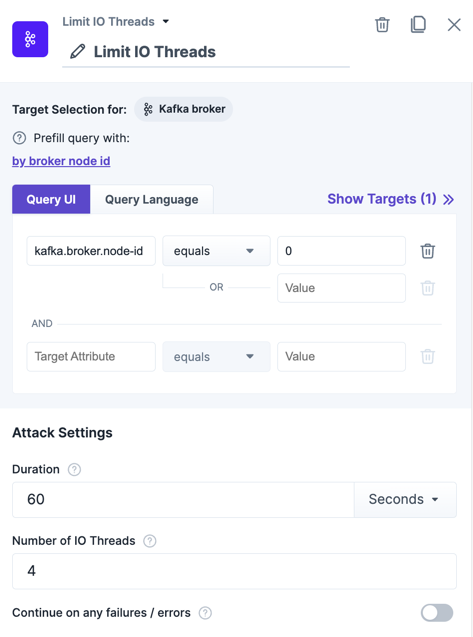 Limit IO Threads
Limit IO Threads
Target Selection for: Kafka broker
Prefill query with:
by broker node id
Query UI Query Language Show Targets (1)
kafka.broker.node-id equals 0
OR Value
AND
Target Attribute equals Value
Attack Settings
Duration ?
60 Seconds
Number of IO Threads ?
4
Continue on any failures / errors ?